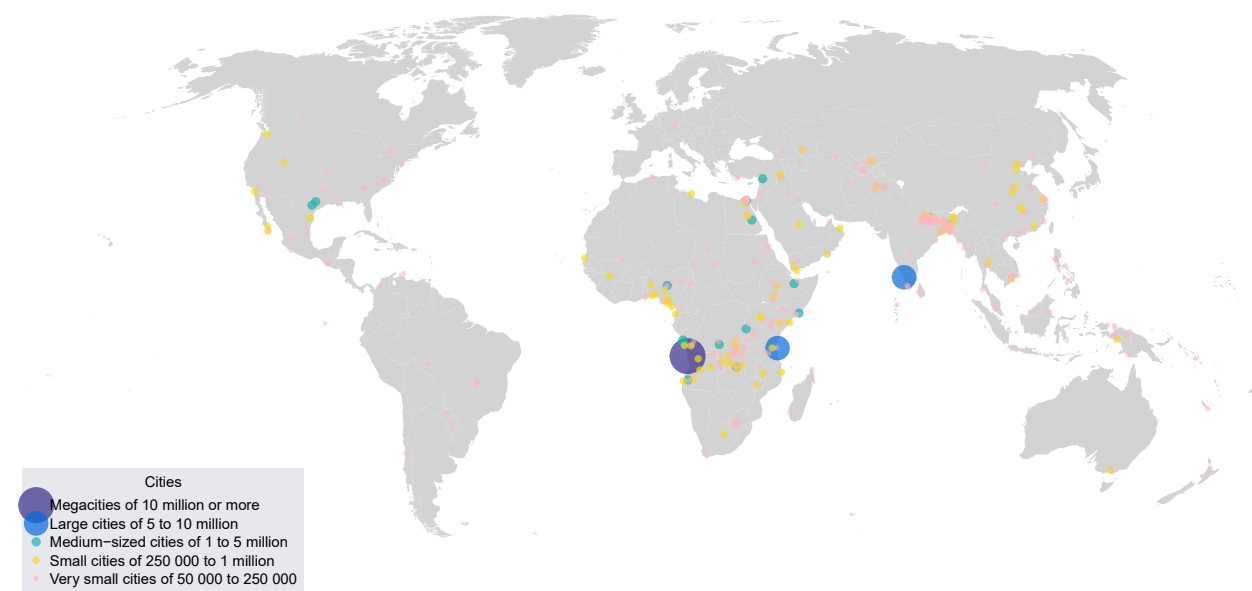 Cities
Megacities of 10 million or more
Large cities of 5 to 10 million
Medium−sized cities of 1 to 5 million
Small cities of 250 000 to 1 million
Very small cities of 50 000 to 250 000